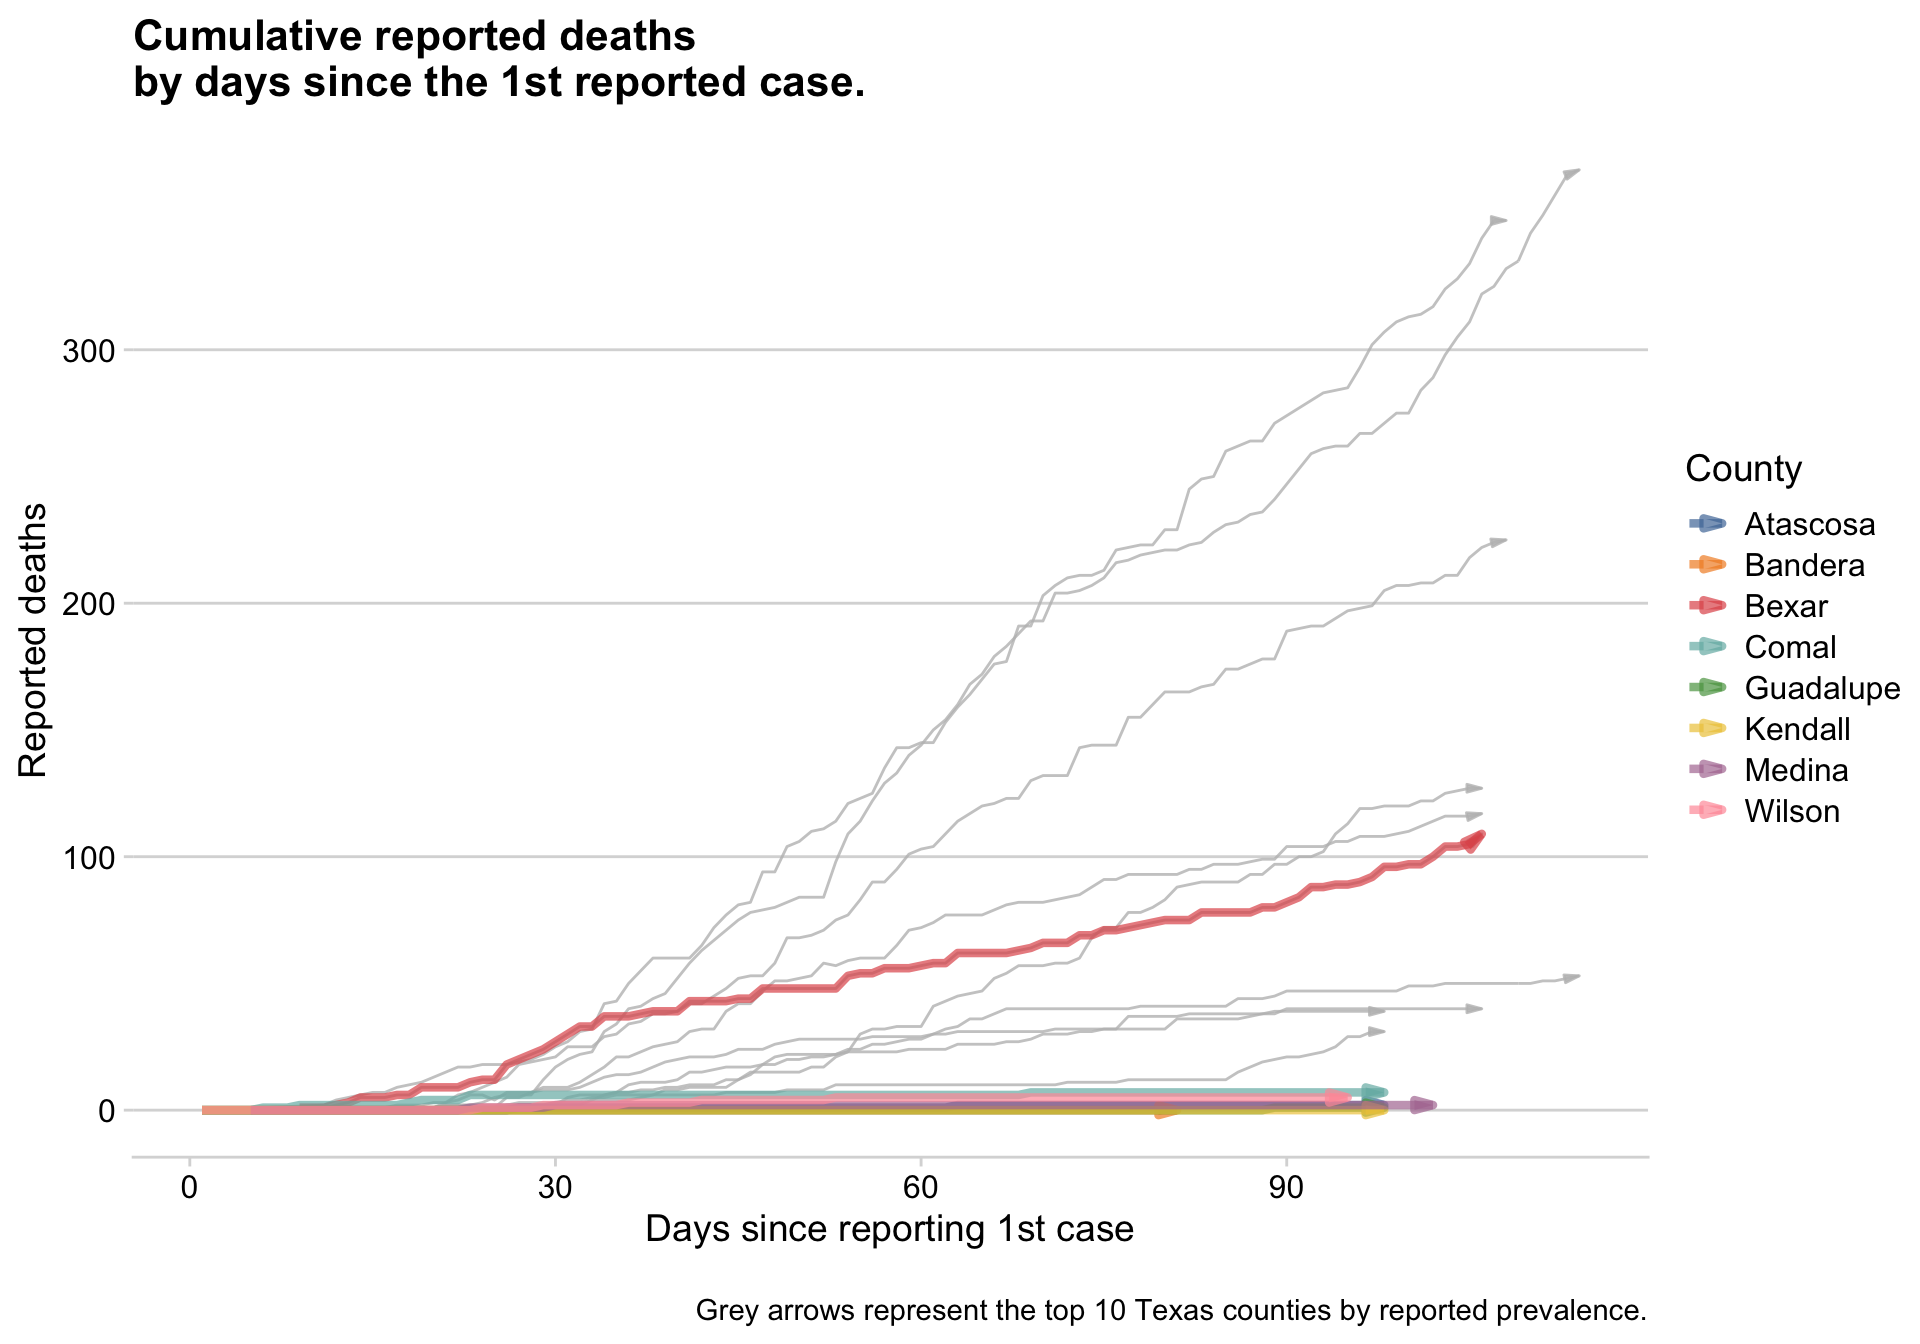 Cumulative reported deaths
by days since the 1st reported case.
300
200
100
0
Reported deaths
0 30 60 90
Days since reporting 1st case
County
Atascosa
Bandera
Bexar
Comal
Guadalupe
Kendall
Medina
Wilson
Grey arrows represent the top 10 Texas counties by reported prevalence.